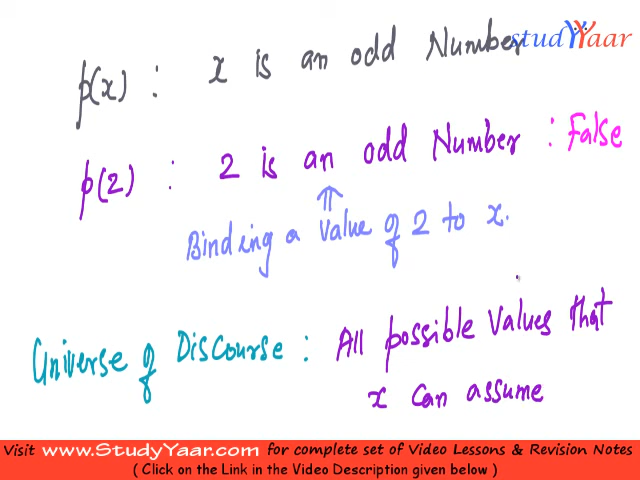 studYYaar
p(x) : x is an odd Number
p(2) : 2 is an odd Number : False
Binding a value of 2 to x.
Universe of Discourse : All possible values that
x can assume
Visit www.StudyYaar.com for complete set of Video Lessons & Revision Notes
( Click on the Link in the Video Description given below )